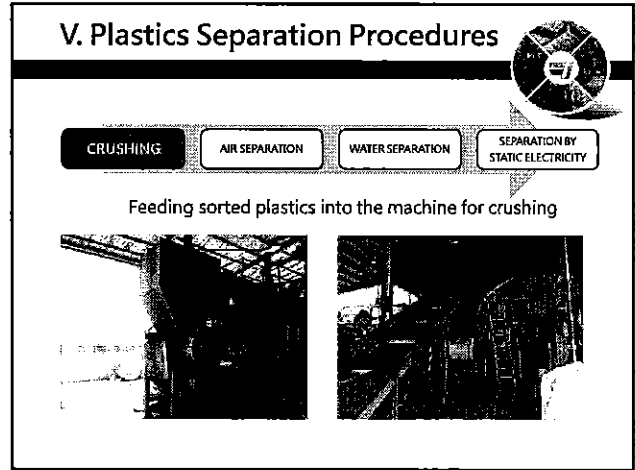 V. Plastics Separation Procedures
CRUSHING
AIR SEPARATION
WATER SEPARATION
SEPARATION BY
STATIC ELECTRICITY
Feeding sorted plastics into the machine for crushing